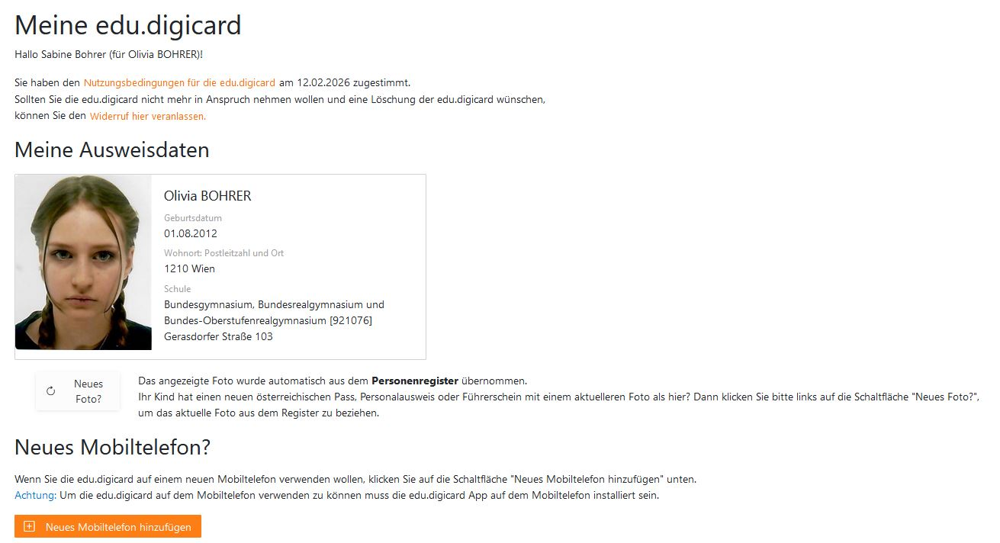 Meine edu.digicard
Hallo Sabine Bohrer (für Olivia BOHRER)!
Sie haben den Nutzungsbedingungen für die edu.digicard am 12.02.2026 zugestimmt.
Sollten Sie die edu.digicard nicht mehr in Anspruch nehmen wollen und eine Löschung der edu.digicard wünschen,
können Sie den Widerruf hier veranlassen.
Meine Ausweisdaten
Olivia BOHRER
Geburtsdatum
01.08.2012
Wohnort: Postleitzahl und Ort
1210 Wien
Schule
Bundesgymnasium, Bundesrealgymnasium und
Bundes-Oberstufenrealgymnasium [921076]
Gerasdorfer Straße 103
Neues
Foto?
Das angezeigte Foto wurde automatisch aus dem Personenregister übernommen.
Ihr Kind hat einen neuen österreichischen Pass, Personalausweis oder Führerschein mit einem aktuelleren Foto als hier? Dann klicken Sie bitte links auf die Schaltfläche "Neues Foto?",
um das aktuelle Foto aus dem Register zu beziehen.
Neues Mobiltelefon?
Wenn Sie die edu.digicard auf einem neuen Mobiltelefon verwenden wollen, klicken Sie auf die Schaltfläche "Neues Mobiltelefon hinzufügen" unten.
Achtung: Um die edu.digicard auf dem Mobiltelefon verwenden zu können muss die edu.digicard App auf dem Mobiltelefon installiert sein.
Neues Mobiltelefon hinzufügen